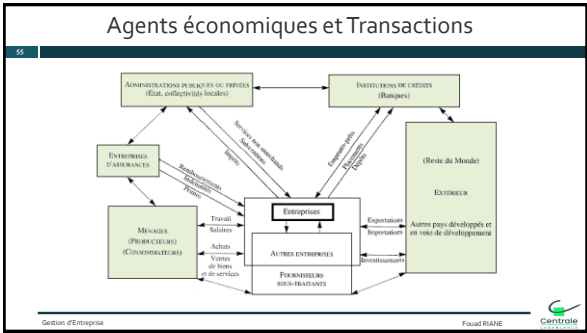 Agents économiques et Transactions
55
ADMINISTRATIONS PUBLIQUES OU PRIVÉES
(Etat, collectivités locales)
INSTITUTIONS DE CRÉDITS
(Banques)
Services non marchands
Subventions
Impôts
Emprunts-prêts
Placements
Dépôts
ENTREPRISES
D'ASSURANCES
Remboursements
Indemnités
Primes
(Reste du Monde)
EXTÉRIEUR
Autres pays développés et
en voie de développement
MÉNAGES
(PRODUCTEURS)
(CONSOMMATEURS)
Travail
Salaires
Achats
Ventes
de biens
et de services
Entreprises
AUTRES ENTREPRISES
FOURNISSEURS
SOUS-TRAITANTS
Exportations
Importations
Investissements
Gestion d'Entreprise
Fouad RIANE
Centrale
CASABLANCA